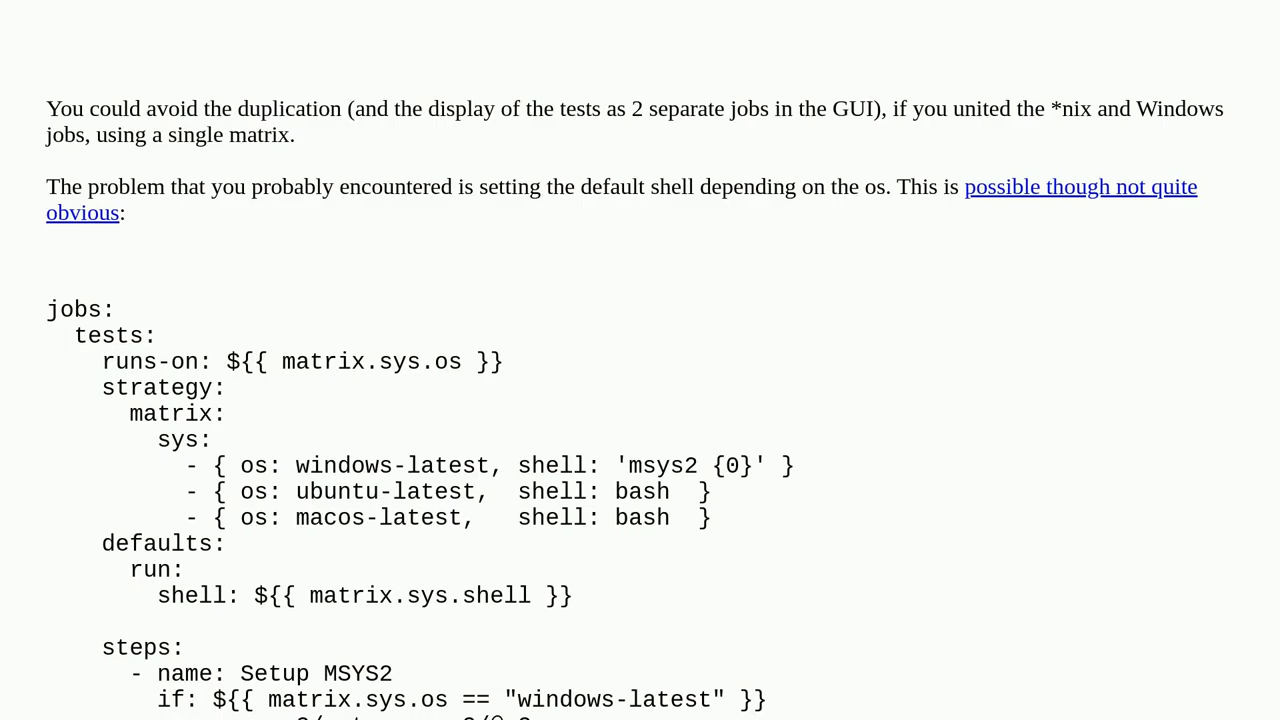 You could avoid the duplication (and the display of the tests as 2 separate jobs in the GUI), if you united the *nix and Windows
jobs, using a single matrix.
The problem that you probably encountered is setting the default shell depending on the os. This is possible though not quite
obvious:
jobs:
  tests:
    runs-on: ${{ matrix.sys.os }}
    strategy:
      matrix:
        sys:
          - { os: windows-latest, shell: 'msys2 {0}' }
          - { os: ubuntu-latest,  shell: bash  }
          - { os: macos-latest,   shell: bash  }
    defaults:
      run:
        shell: ${{ matrix.sys.shell }}
    steps:
      - name: Setup MSYS2
        if: ${{ matrix.sys.os == "windows-latest" }}